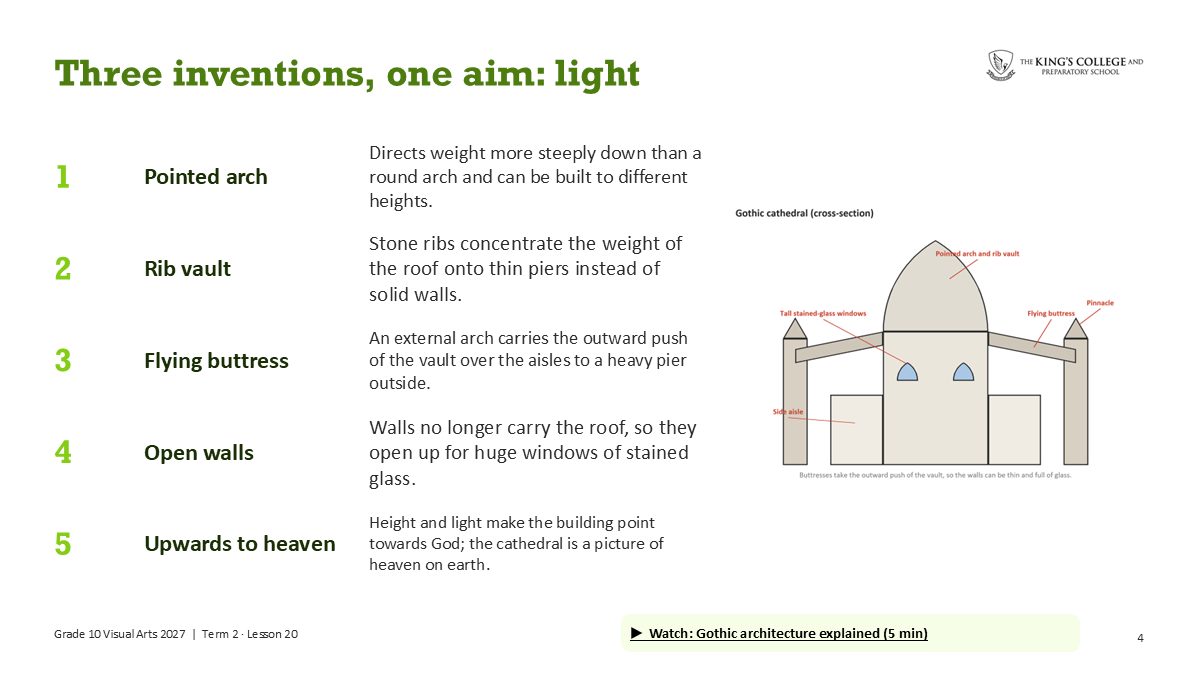 Three inventions, one aim: light
THE KING'S COLLEGE AND
PREPARATORY SCHOOL
1
Pointed arch
Directs weight more steeply down than a
round arch and can be built to different
heights.
2
Rib vault
Stone ribs concentrate the weight of
the roof onto thin piers instead of
solid walls.
3
Flying buttress
An external arch carries the outward push
of the vault over the aisles to a heavy pier
outside.
4
Open walls
Walls no longer carry the roof, so they
open up for huge windows of stained
glass.
5
Upwards to heaven
Height and light make the building point
towards God; the cathedral is a picture of
heaven on earth.
Gothic cathedral (cross-section)
Pointed arch and rib vault
Pinnacle
Tall stained-glass windows
Flying buttress
Side aisle
Buttresses take the outward push of the vault, so the walls can be thin and full of glass.
Grade 10 Visual Arts 2027 | Term 2 · Lesson 20
▶ Watch: Gothic architecture explained (5 min)
4